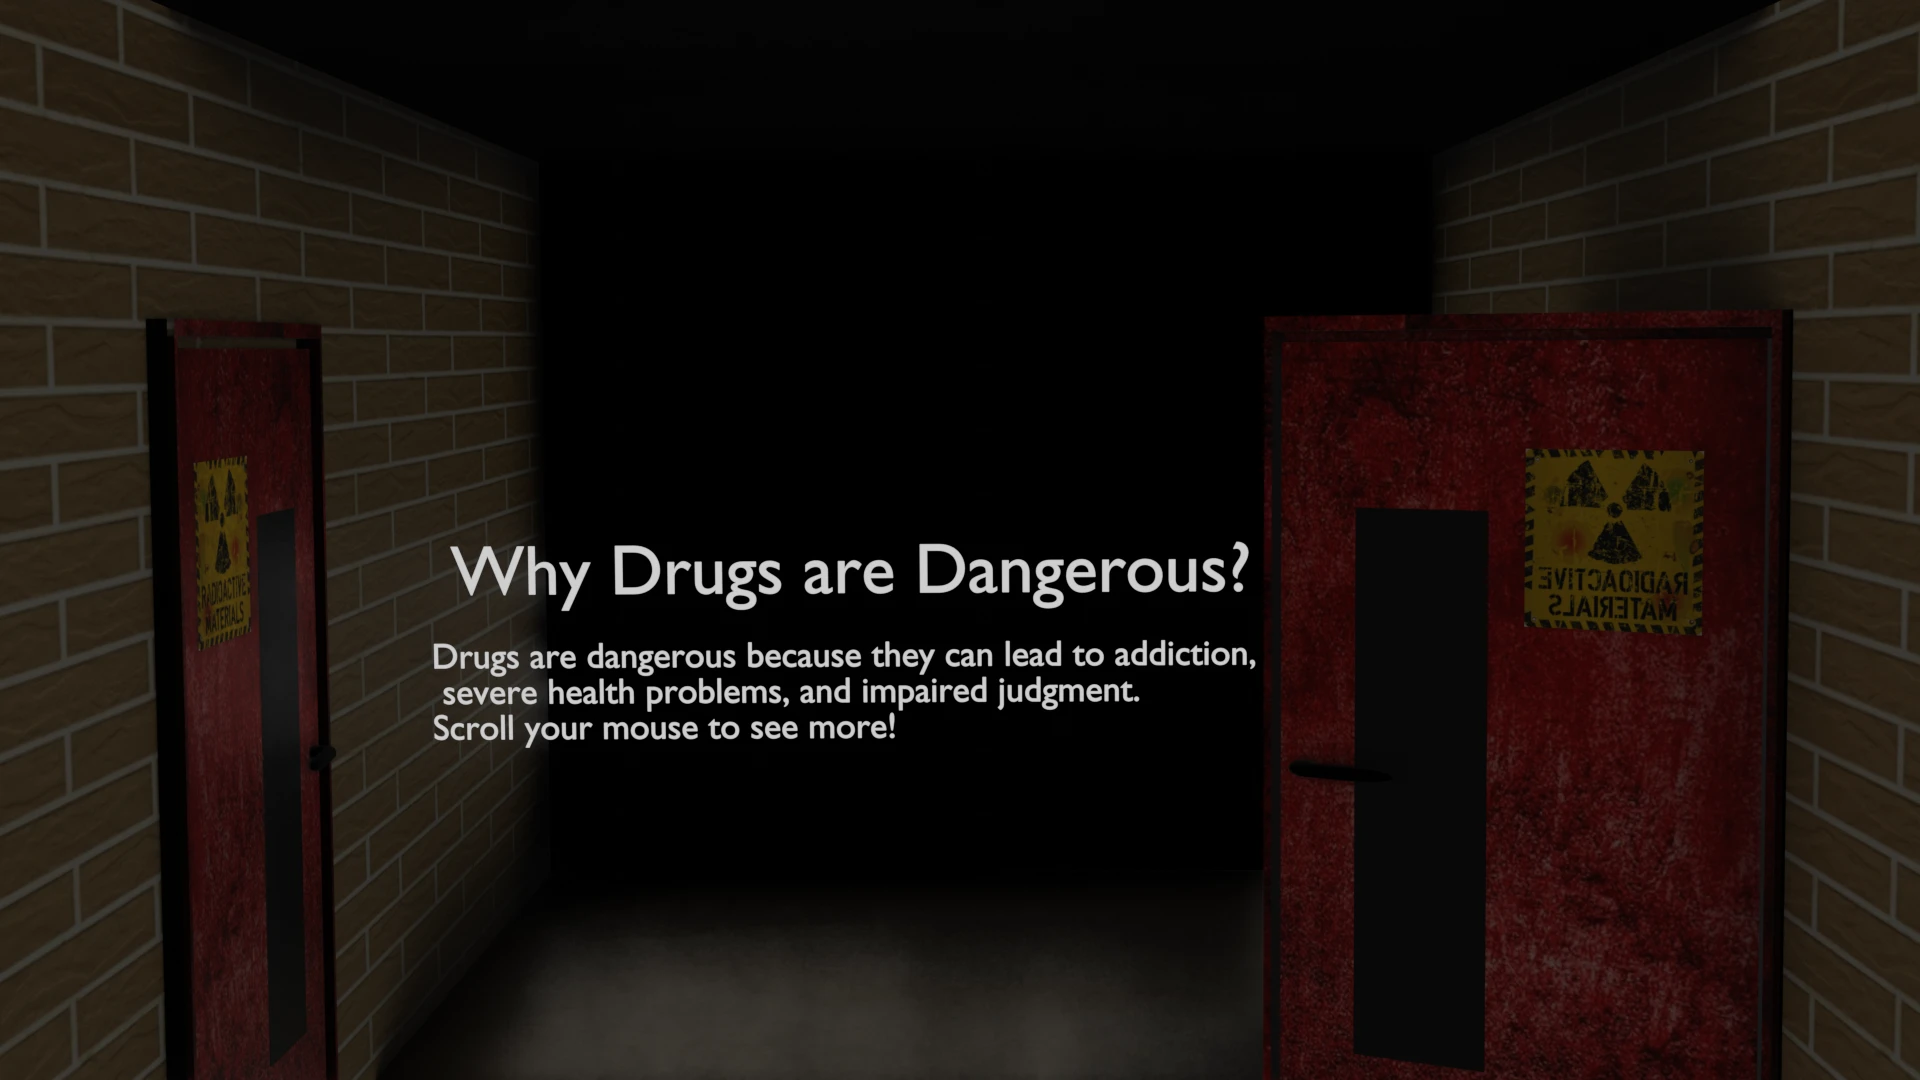 Why Drugs are Dangerous?
Drugs are dangerous because they can lead to addiction,
severe health problems, and impaired judgment.
Scroll your mouse to see more!
RADIOACTIVE
MATERIALS
RADIOACTIVE
MATERIALS